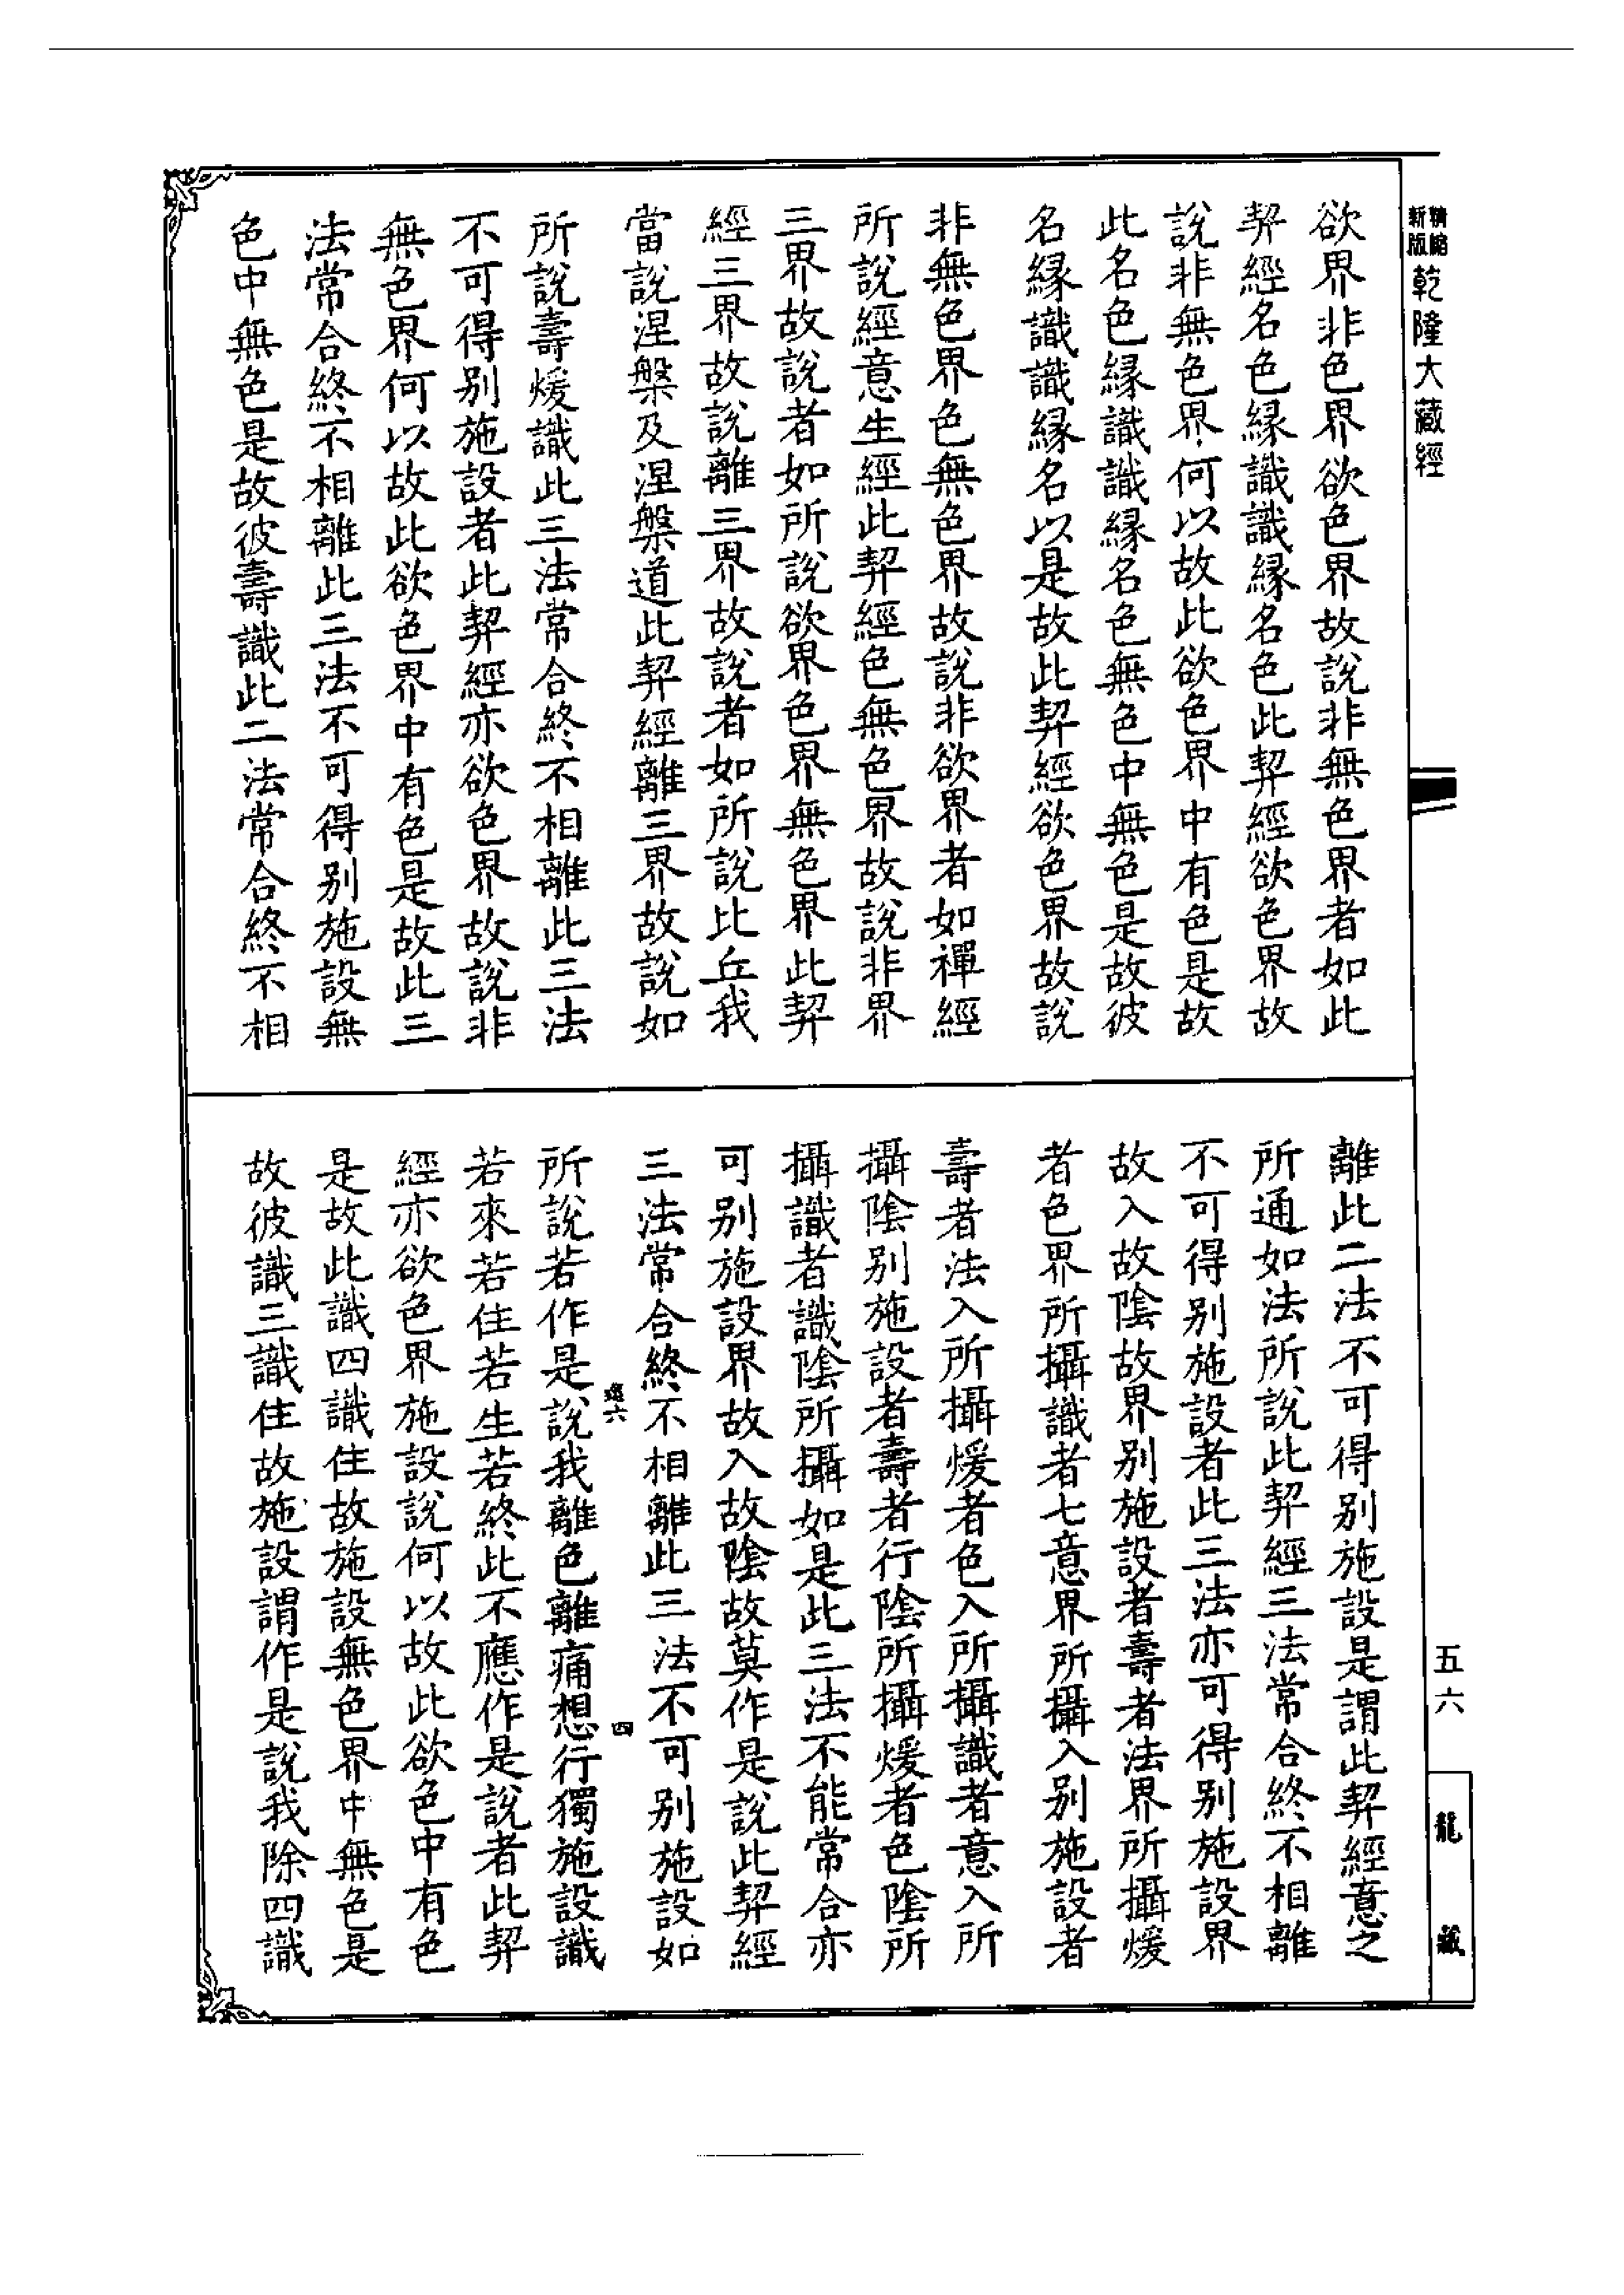 精縮
新版
乾隆大藏經
欲界非色界欲色界故說非無色界者如此
契經名色縁識識縁名色此契經欲色界故
說非無色界何以故此欲色界中有色是故
此名色縁識識縁名色無色中無色是故彼
名縁識識縁名以是故此契經欲色界故說
非無色界色無色界故說非欲界者如禪經
所說經意生經此契經色無色界故說非界
三界故說者如所說欲界色界無色界此契
經三界故說離三界故說者如所說比丘我
當說涅槃及涅槃道此契經離三界故說如
所說壽煖識此三法常合終不相離此三法
不可得別施設者此契經亦欲色界故說非
無色界何以故此欲色界中有色是故此三
法常合終不相離此三法不可得別施設無
色中無色是故彼壽識此二法常合終不相
離此二法不可得別施設是謂此契經意之
所通如法所說此契經三法常合終不相離
不可得別施設者此三法亦可得別施設界
故入故陰故界別施設者壽者法界所攝煖
者色界所攝識者七意界所攝入別施設者
壽者法入所攝煖者色入所攝識者意入所
攝陰別施設者壽者行陰所攝煖者色陰所
攝識者識陰所攝如是此三法不能常合亦
可別施設界故入故陰故莫作是說此契經
三法常合終不相離此三法不可別施設如
所說若作是說我離色離痛想行獨施設識
若來若住若生若終此不應作是說者此契
經亦欲色界施設說何以故此欲色中有色
是故此識四識住故施設無色界中無色是
故彼識三識住故施設謂作是說我除四識
六
四
五六
龍
藏